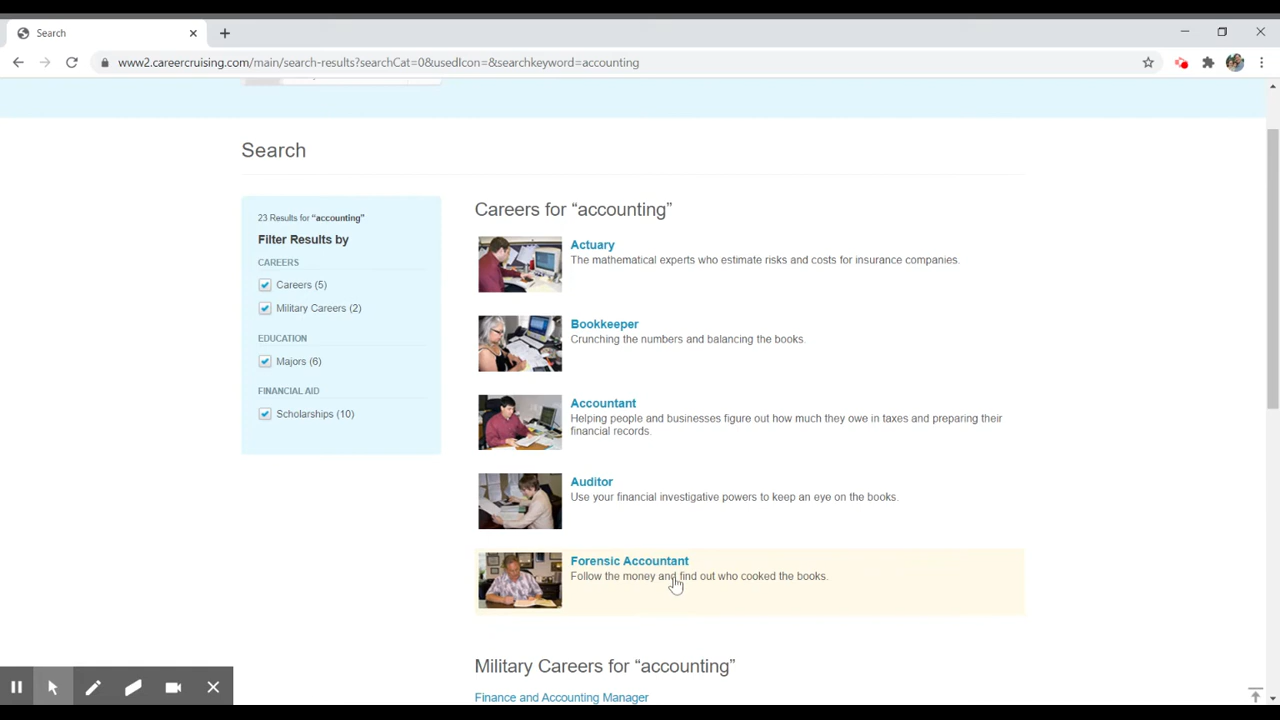 Search
www2.careercruising.com/main/search-results?searchCat=0&usedIcon=&searchkeyword=accounting
Search
23 Results for "accounting"
Filter Results by
CAREERS
Careers (5)
Military Careers (2)
EDUCATION
Majors (6)
FINANCIAL AID
Scholarships (10)
Careers for “accounting”
Actuary
The mathematical experts who estimate risks and costs for insurance companies.
Bookkeeper
Crunching the numbers and balancing the books.
Accountant
Helping people and businesses figure out how much they owe in taxes and preparing their
financial records.
Auditor
Use your financial investigative powers to keep an eye on the books.
Forensic Accountant
Follow the money and find out who cooked the books.
Military Careers for “accounting”
Finance and Accounting Manager